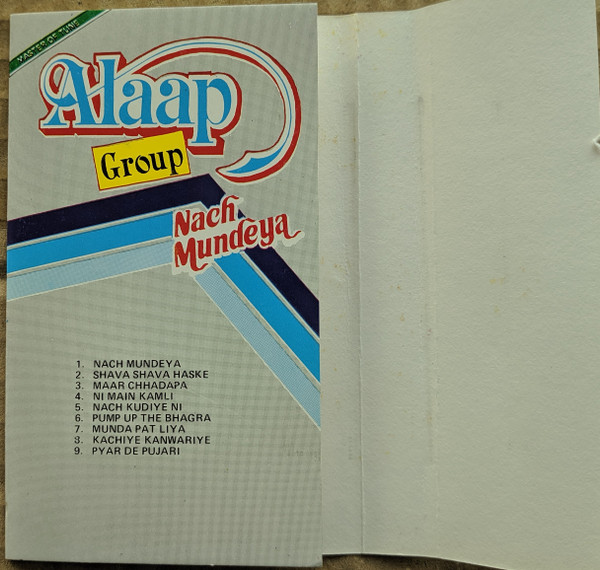 MASTER OF TUNE
Alaap
Group
Nach
Mundeya
1. NACH MUNDEYA
2. SHAVA SHAVA HASKE
3. MAAR CHHADAPA
4. NI MAIN KAMLI
5. NACH KUDIYE NI
6. PUMP UP THE BHAGRA
7. MUNDA PAT LIYA
8. KACHIYE KANWARIYE
9. PYAR DE PUJARI